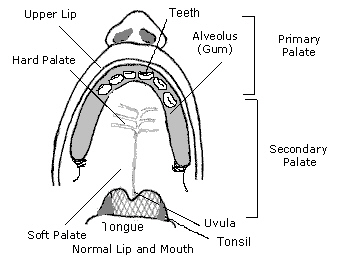 Upper Lip
Teeth
Alveolus
(Gum)
Primary
Palate
Hard Palate
Secondary
Palate
Soft Palate
Tongue
Uvula
Tonsil
Normal Lip and Mouth